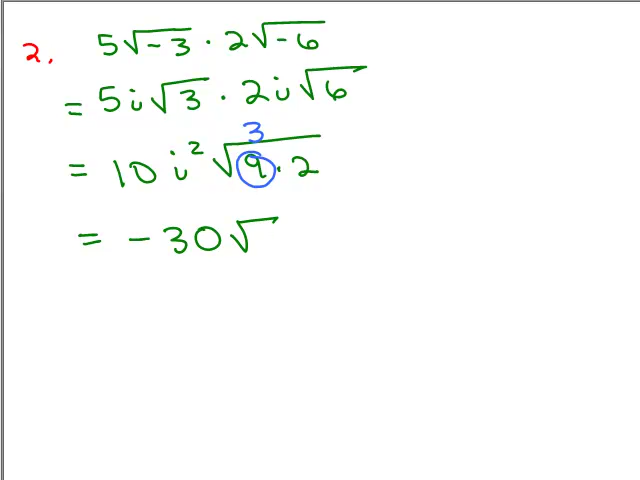 2. 5√-3 · 2√-6
= 5i√3 · 2i√6
3
= 10i²√9·2
= -30√